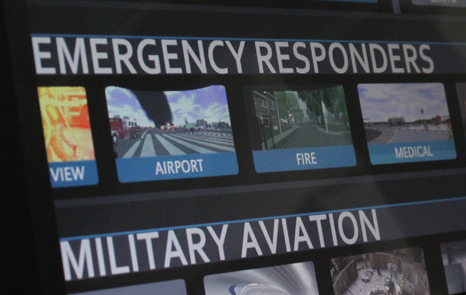 EMERGENCY RESPONDERS
VIEW
AIRPORT
FIRE
MEDICAL
MILITARY AVIATION